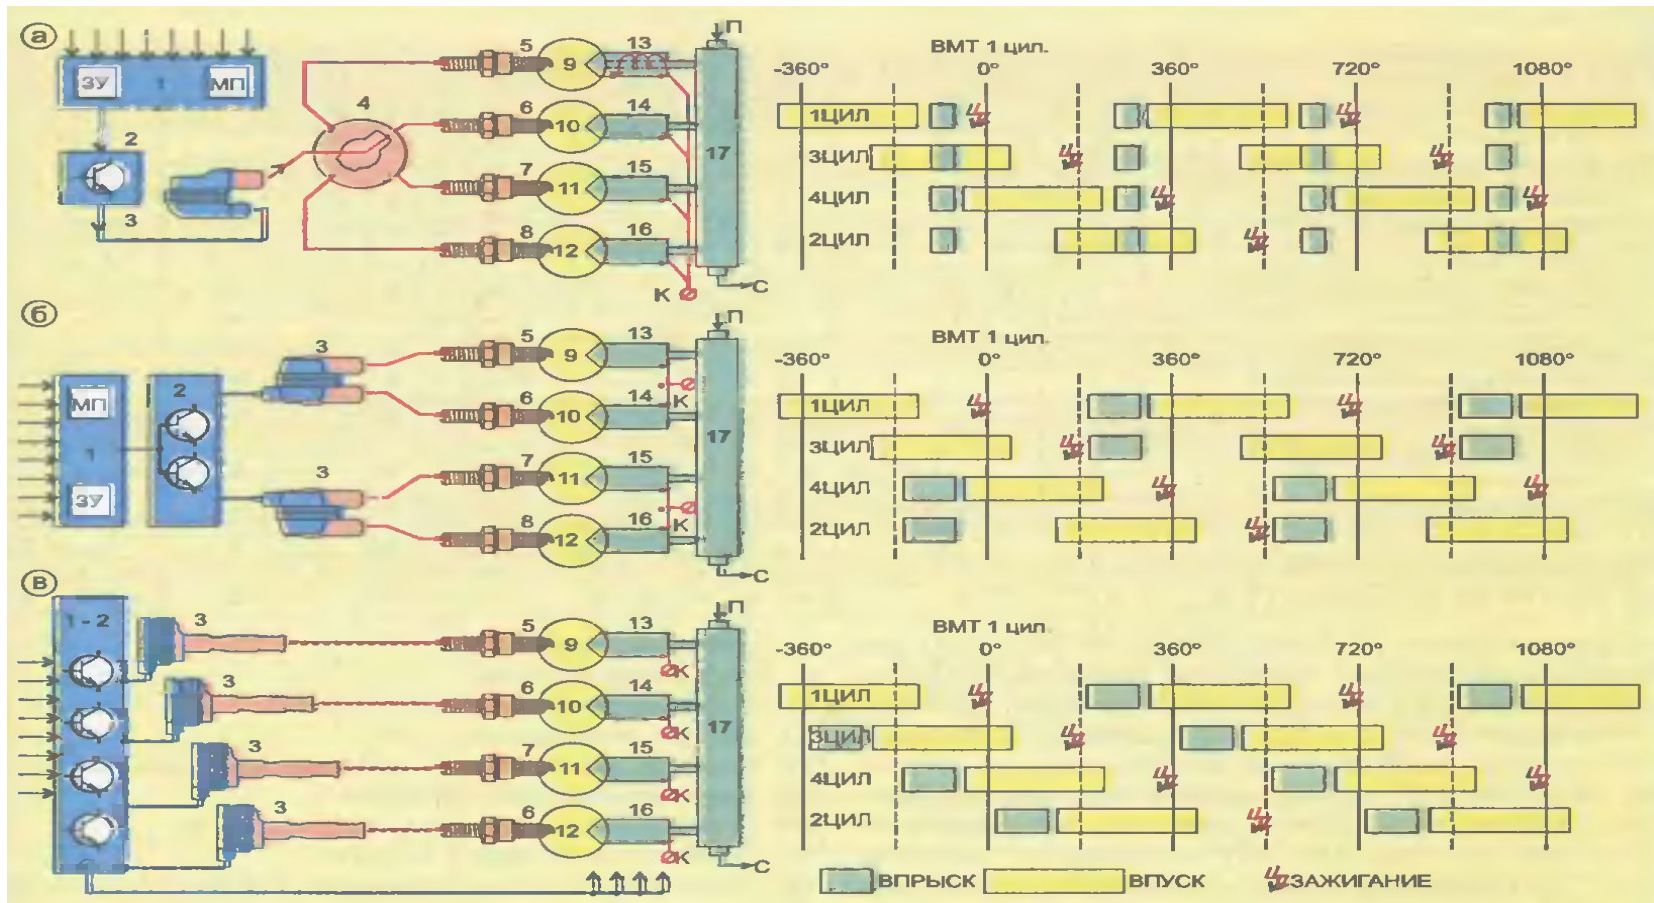 а
ЗУ 1 МП
2
3
4
5 9 13
6 10 14
7 11 15
8 12 16
17
П
К
С
ВМТ 1 цил.
-360° 0° 360° 720° 1080°
1ЦИЛ
3ЦИЛ
4ЦИЛ
2ЦИЛ
б
МП
1
ЗУ
2
3
3
5 9 13
6 10 14
7 11 15
8 12 16
17
П
К
К
С
ВМТ 1 цил.
-360° 0° 360° 720° 1080°
1ЦИЛ
3ЦИЛ
4ЦИЛ
2ЦИЛ
в
1 - 2
3
3
3
3
5 9 13
6 10 14
7 11 15
6 12 16
17
П
К
К
К
К
С
ВМТ 1 цил.
-360° 0° 360° 720° 1080°
1ЦИЛ
3ЦИЛ
4ЦИЛ
2ЦИЛ
ВПРЫСК ВПУСК ЗАЖИГАНИЕ